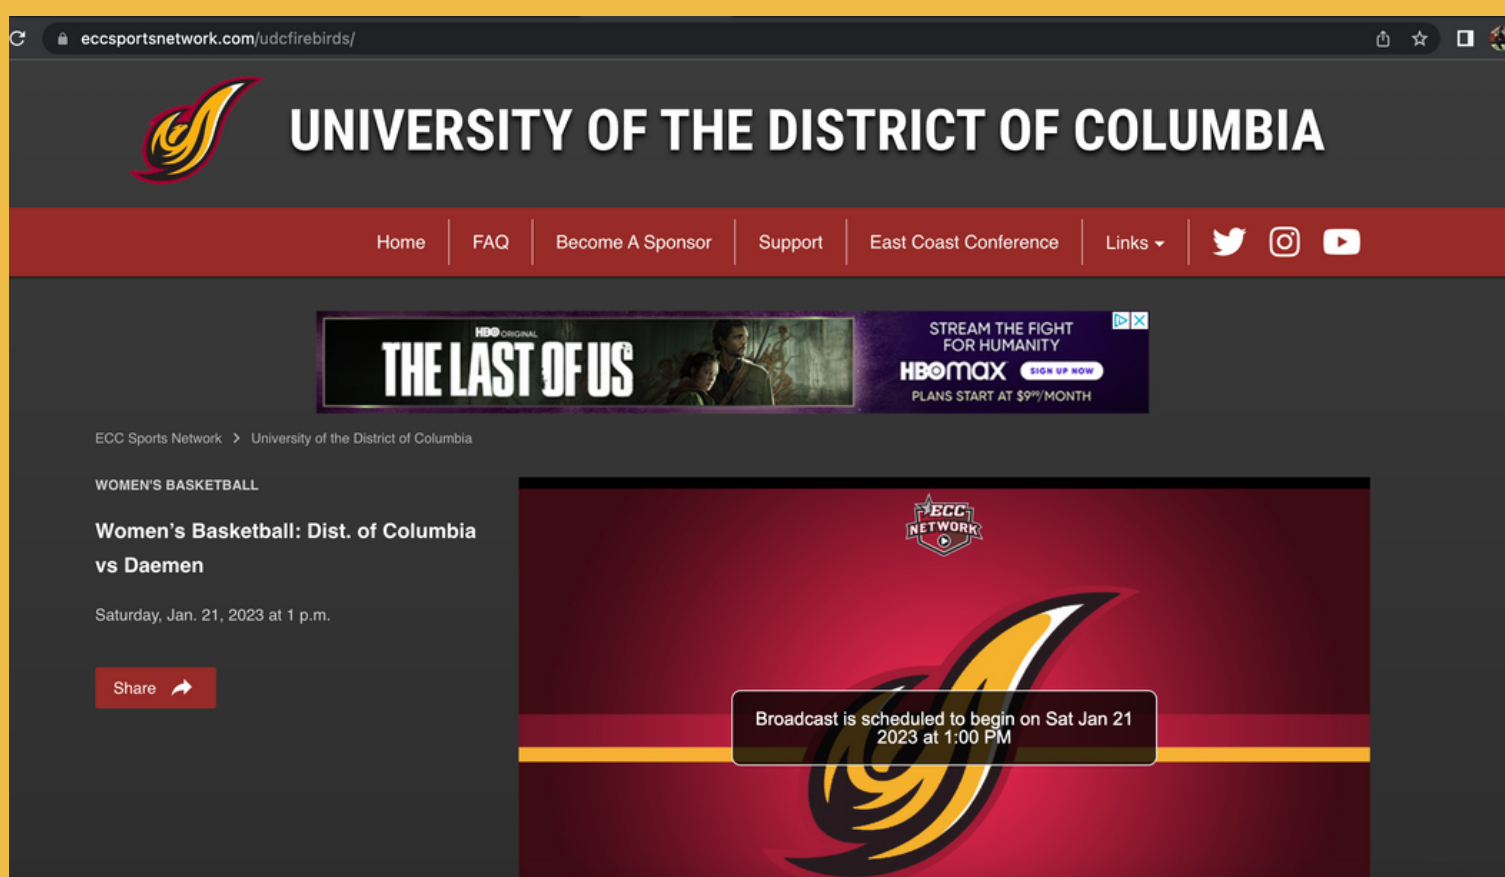 eccsportsnetwork.com/udcfirebirds/
UNIVERSITY OF THE DISTRICT OF COLUMBIA
Home FAQ Become A Sponsor Support East Coast Conference Links
HBO ORIGINAL
THE LAST OF US
STREAM THE FIGHT
FOR HUMANITY
HBOMAX SIGN UP NOW
PLANS START AT $9⁹⁹/MONTH
ECC Sports Network > University of the District of Columbia
WOMEN'S BASKETBALL
Women’s Basketball: Dist. of Columbia
vs Daemen
Saturday, Jan. 21, 2023 at 1 p.m.
Share
ECC
NETWORK
Broadcast is scheduled to begin on Sat Jan 21
2023 at 1:00 PM